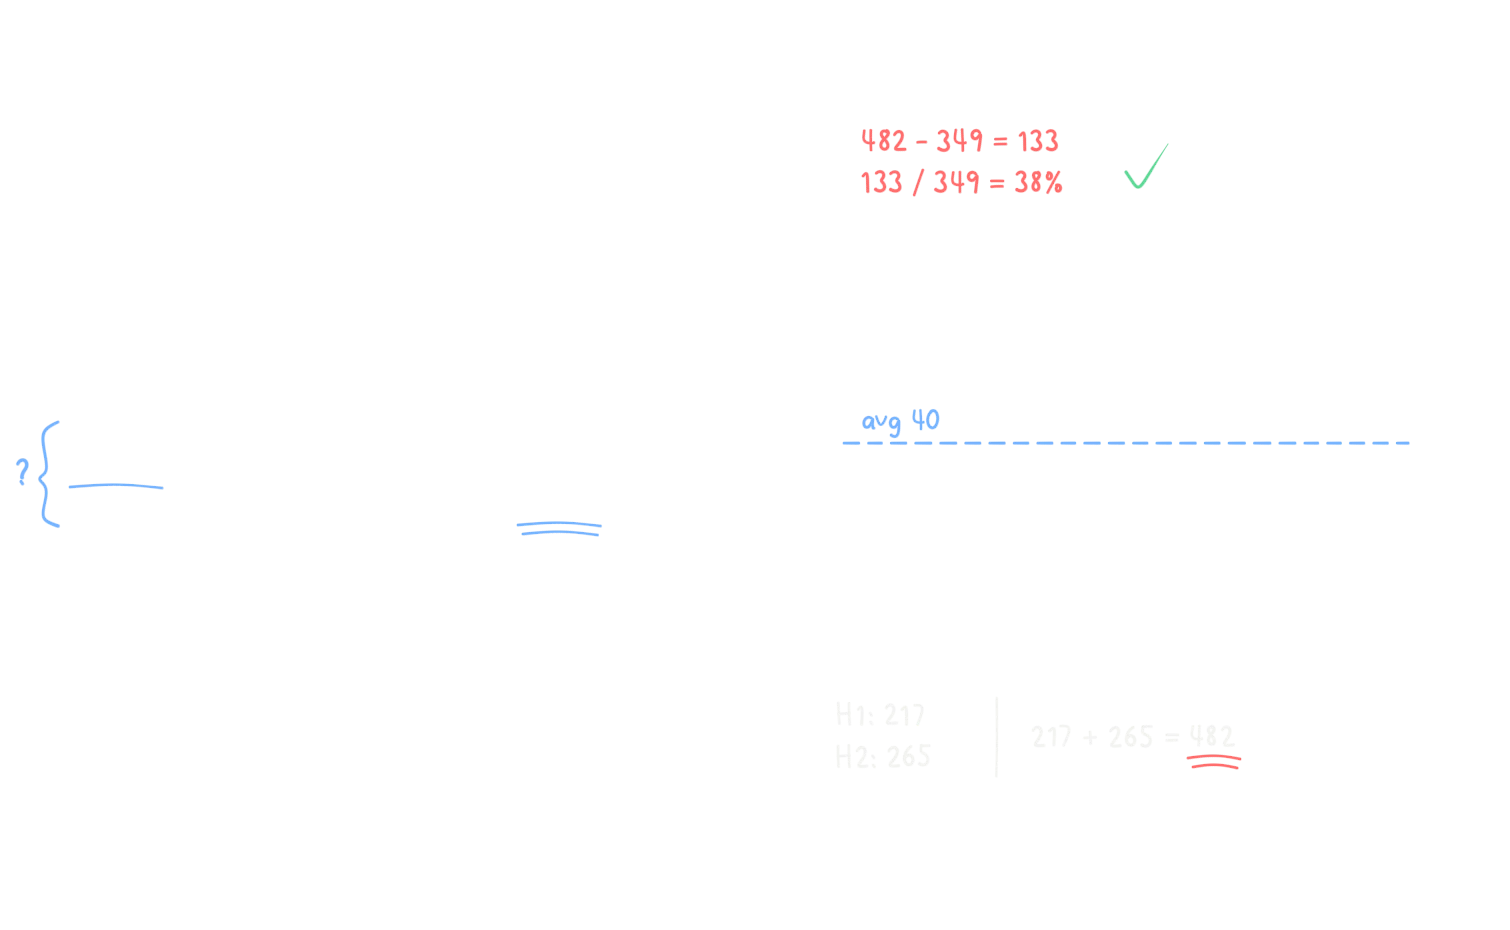 482 - 349 = 133
133 / 349 = 38%
avg 40
?
H1: 217
H2: 265
217 + 265 = 482